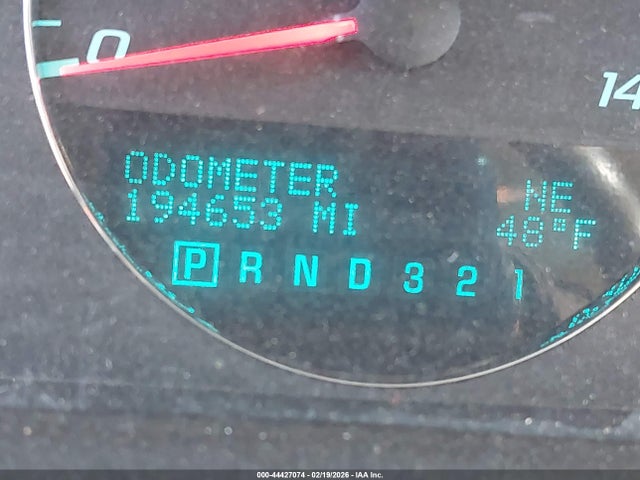 0
14
ODOMETER
194653 MI
NE
48°F
P R N D 3 2 1
000-44427074 - 02/19/2026 - IAA Inc.